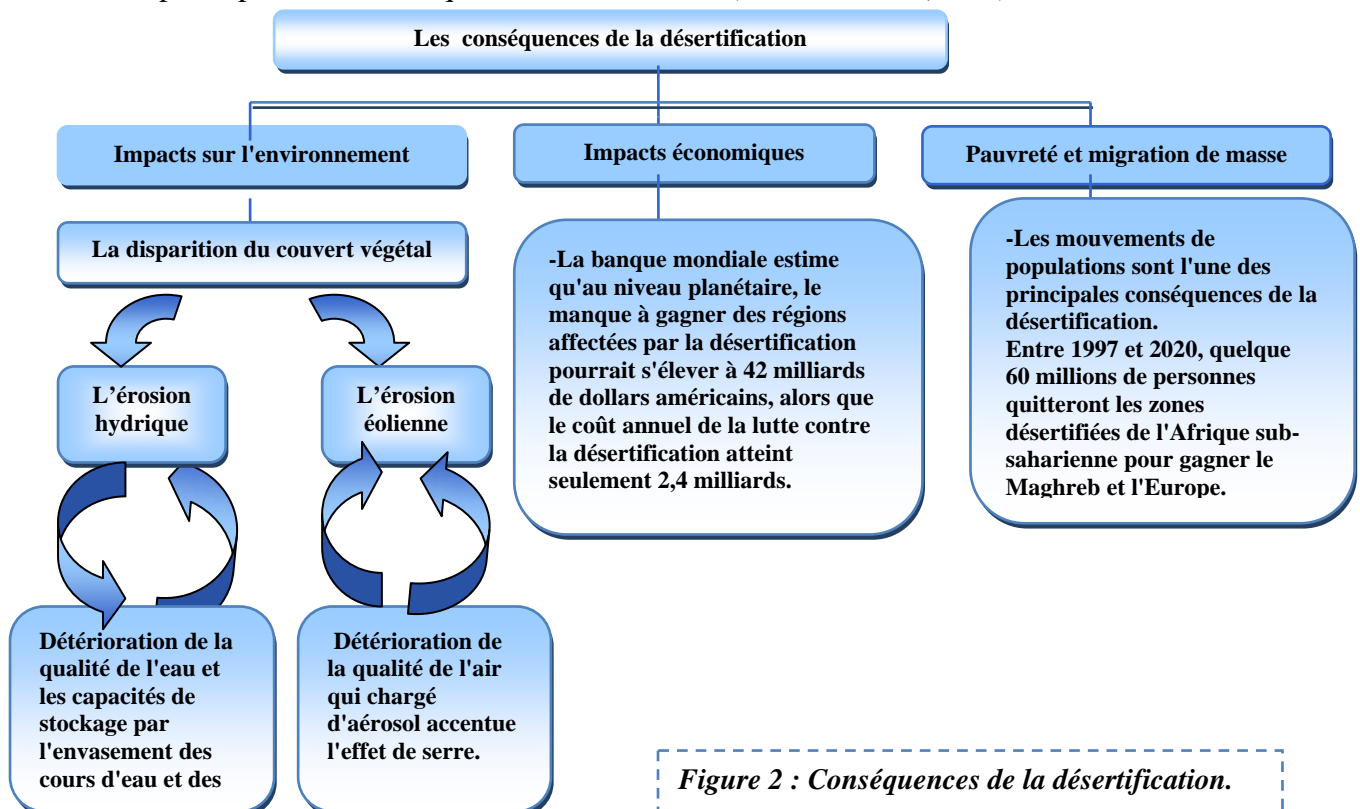 Les conséquences de la désertification
Impacts sur l'environnement
Impacts économiques
Pauvreté et migration de masse
La disparition du couvert végétal
L’érosion
hydrique
L’érosion
éolienne
Détérioration de la
qualité de l'eau et
les capacités de
stockage par
l'envasement des
cours d'eau et des
Détérioration de
la qualité de l'air
qui chargé
d'aérosol accentue
l'effet de serre.
-La banque mondiale estime
qu'au niveau planétaire, le
manque à gagner des régions
affectées par la désertification
pourrait s'élever à 42 milliards
de dollars américains, alors que
le coût annuel de la lutte contre
la désertification atteint
seulement 2,4 milliards.
-Les mouvements de
populations sont l'une des
principales conséquences de la
désertification.
Entre 1997 et 2020, quelque
60 millions de personnes
quitteront les zones
désertifiées de l'Afrique sub-
saharienne pour gagner le
Maghreb et l'Europe.
Figure 2 : Conséquences de la désertification.